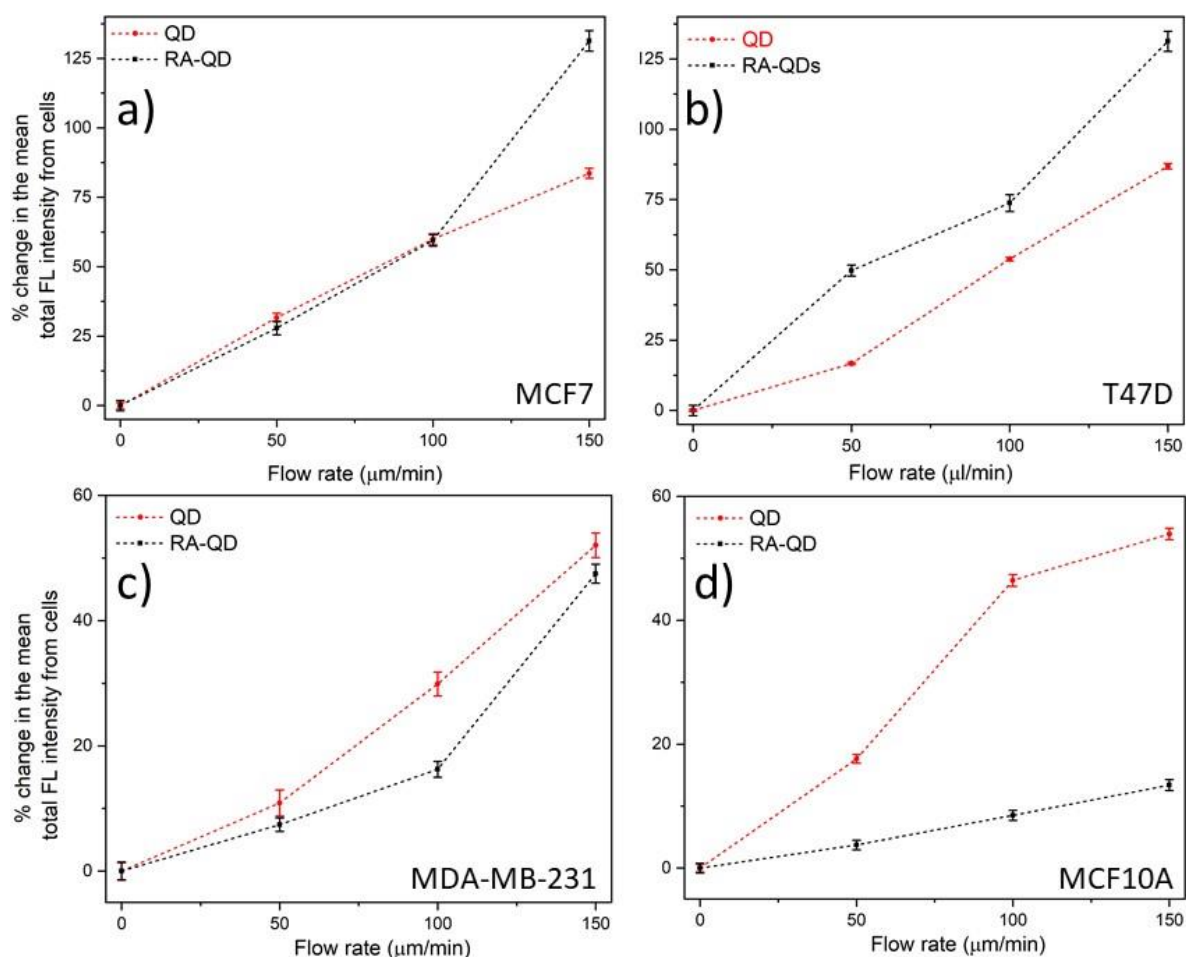 QD
RA-QD
a)
125
100
75
50
25
0
% change in the mean
total FL intensity from cells
MCF7
0 50 100 150
Flow rate (μm/min)
QD
RA-QDs
b)
125
100
75
50
25
0
T47D
0 50 100 150
Flow rate (μl/min)
QD
RA-QD
c)
60
40
20
0
% change in the mean
total FL intensity from cells
MDA-MB-231
0 50 100 150
Flow rate (μm/min)
QD
RA-QD
d)
60
40
20
0
MCF10A
0 50 100 150
Flow rate (μm/min)